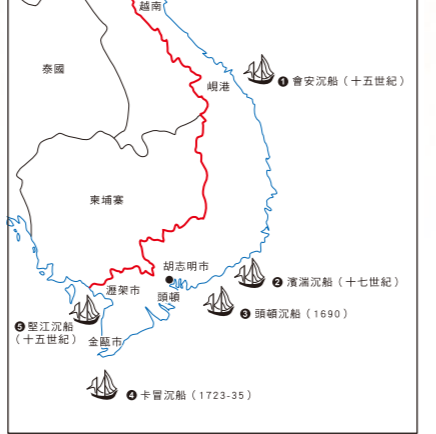 越南
泰國
峴港
❶ 會安沉船（十五世紀）
柬埔寨
胡志明市
❷ 濱湍沉船（十七世紀）
瀝架市
頭頓
❸ 頭頓沉船（1690）
❺ 堅江沉船
（十五世紀）
金甌市
❹ 卡冒沉船（1723-35）